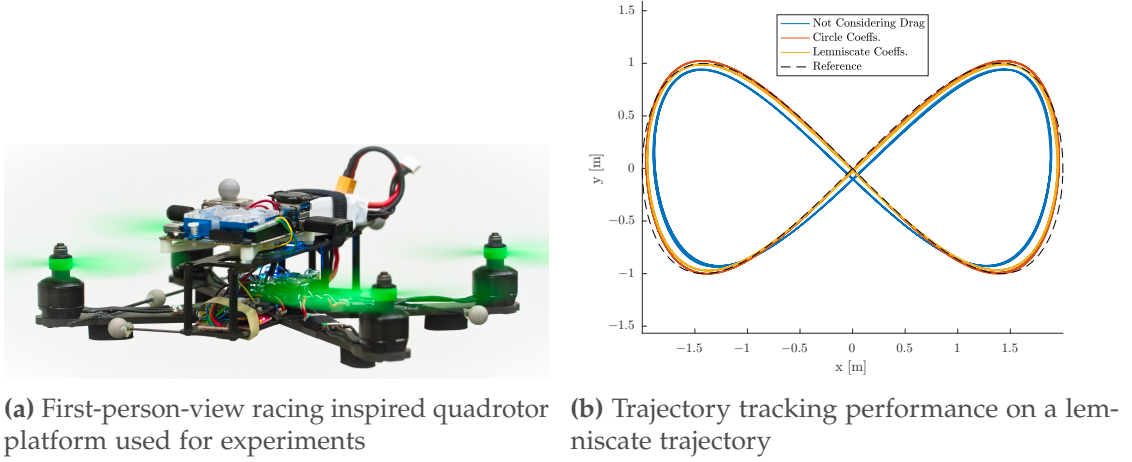 Not Considering Drag
Circle Coeffs.
Lemniscate Coeffs.
Reference
1.5
1
0.5
0
−0.5
−1
−1.5
y [m]
−1.5 −1 −0.5 0 0.5 1 1.5
x [m]
(a) First-person-view racing inspired quadrotor
platform used for experiments
(b) Trajectory tracking performance on a lem-
niscate trajectory